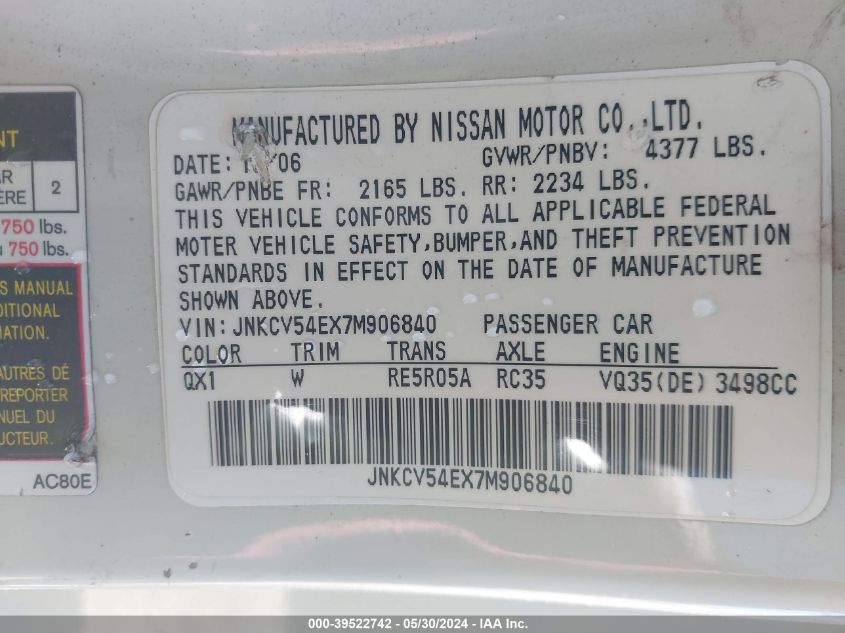 NT
AR
ÈRE
2
750 lbs.
750 lbs.
S MANUAL
DITIONAL
MATION.
AUTRES DE
REPORTER
NUEL DU
UCTEUR.
AC80E
MANUFACTURED BY NISSAN MOTOR CO.,LTD.
DATE: /06 GVWR/PNBV: 4377 LBS.
GAWR/PNBE FR: 2165 LBS. RR: 2234 LBS.
THIS VEHICLE CONFORMS TO ALL APPLICABLE FEDERAL
MOTER VEHICLE SAFETY,BUMPER,AND THEFT PREVENTION
STANDARDS IN EFFECT ON THE DATE OF MANUFACTURE
SHOWN ABOVE.
VIN: JNKCV54EX7M906840 PASSENGER CAR
COLOR TRIM TRANS AXLE ENGINE
QX1 W RE5R05A RC35 VQ35(DE) 3498CC
JNKCV54EX7M906840
000-39522742 - 05/30/2024 - IAA Inc.